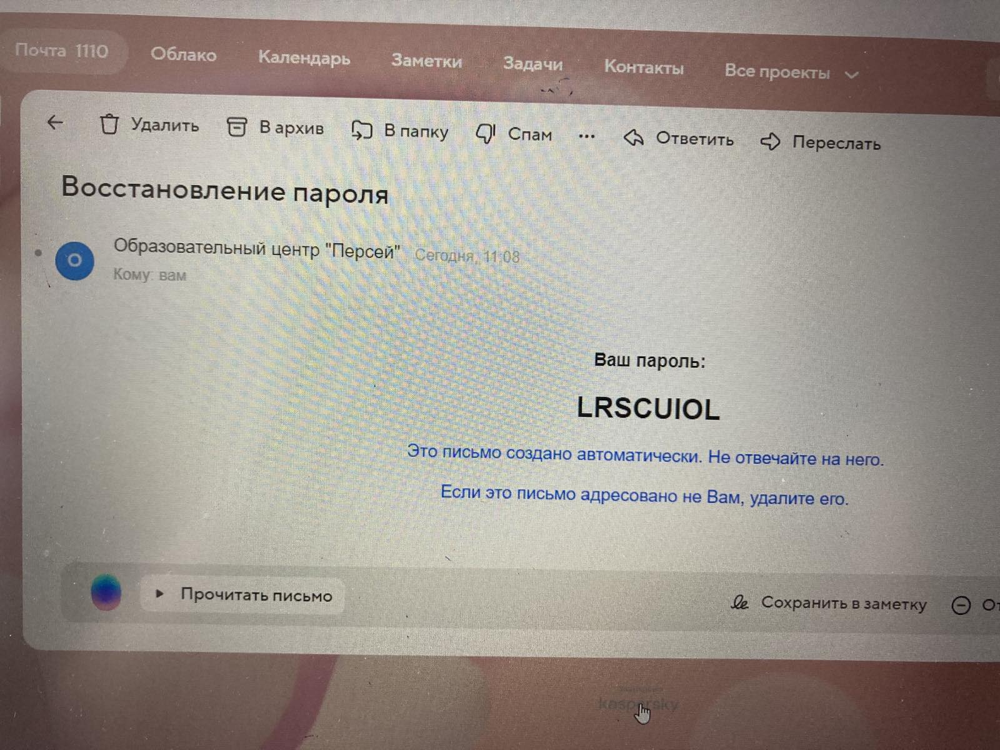 Почта 1110 Облако Календарь Заметки Задачи Контакты Все проекты
Удалить В архив В папку Спам ... Ответить Переслать
Восстановление пароля
О Образовательный центр "Персей" Сегодня, 11:08
Кому: вам
Ваш пароль:
LRSCUIOL
Это письмо создано автоматически. Не отвечайте на него.
Если это письмо адресовано не Вам, удалите его.
Прочитать письмо Сохранить в заметку От
kaspersky